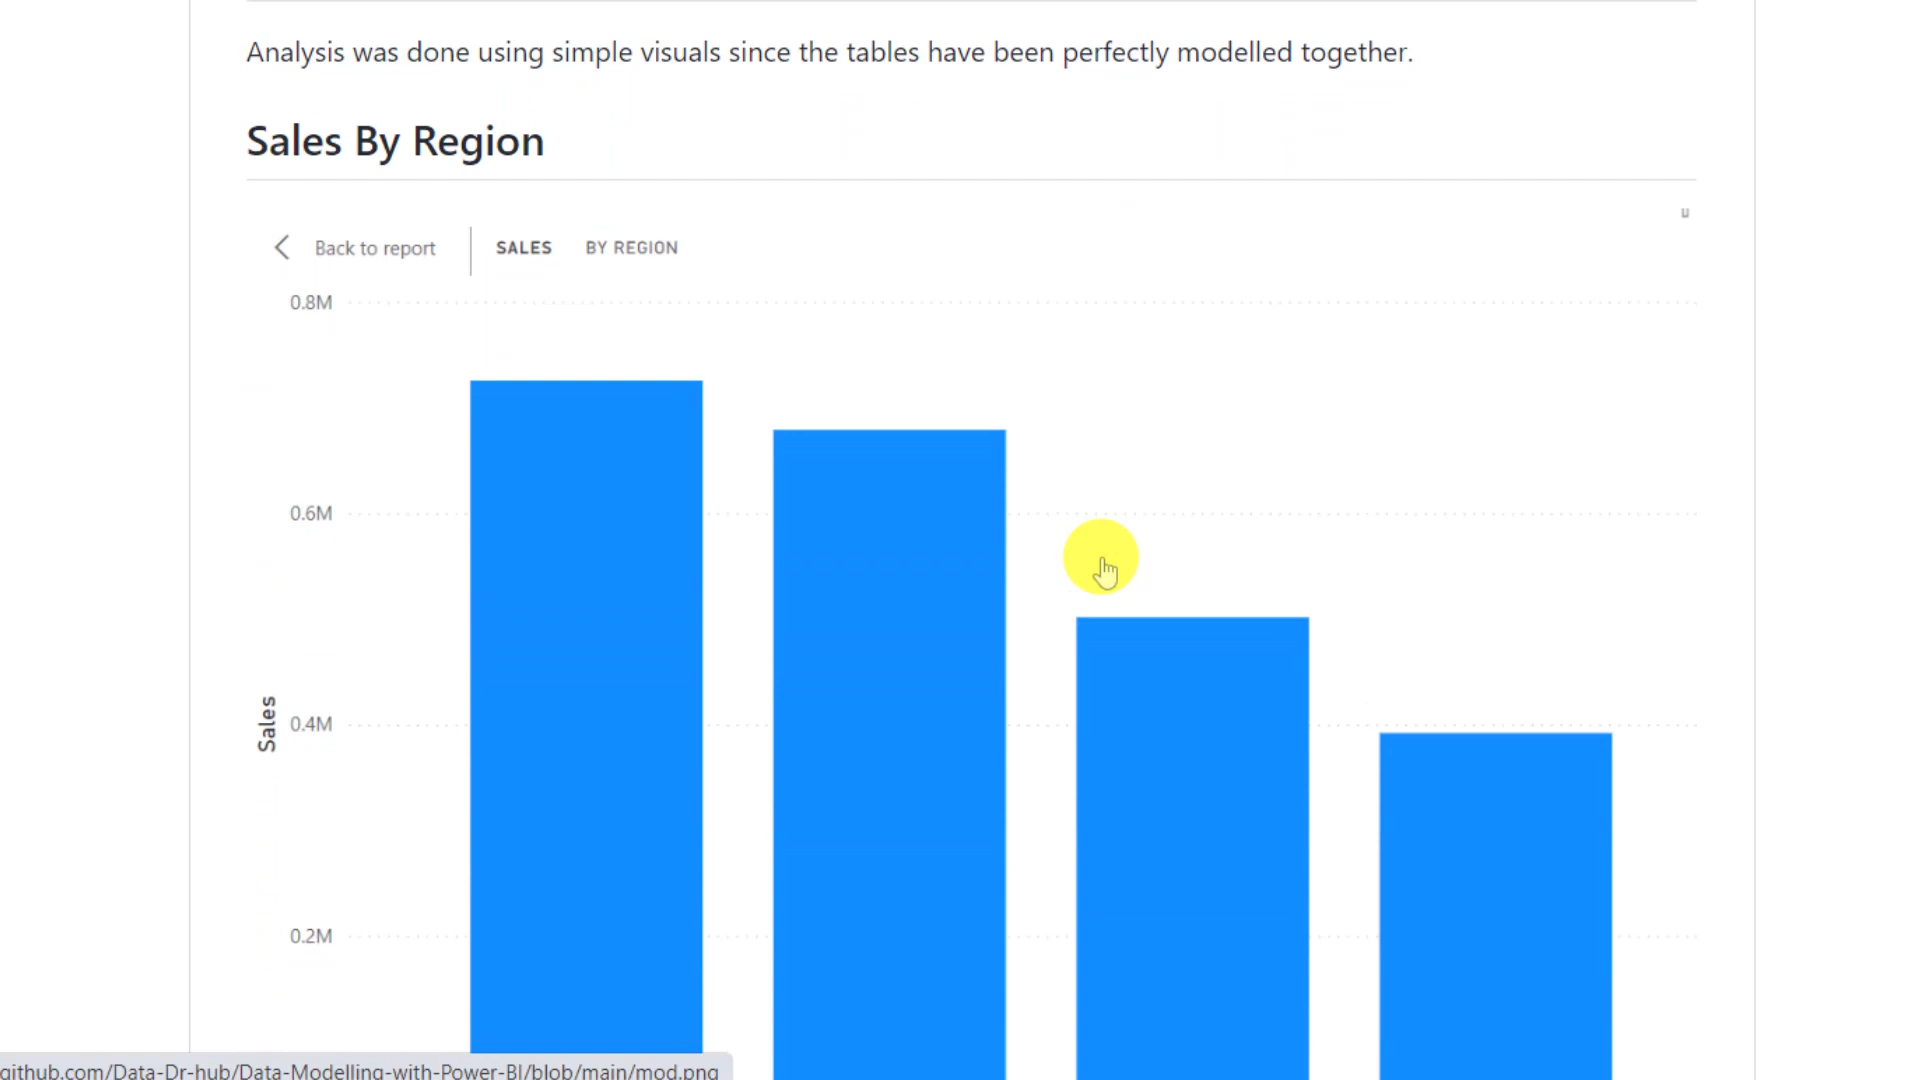 Analysis was done using simple visuals since the tables have been perfectly modelled together.
Sales By Region
Back to report SALES BY REGION
0.8M
0.6M
Sales
0.4M
0.2M
github.com/Data-Dr-hub/Data-Modelling-with-Power-BI/blob/main/mod.png